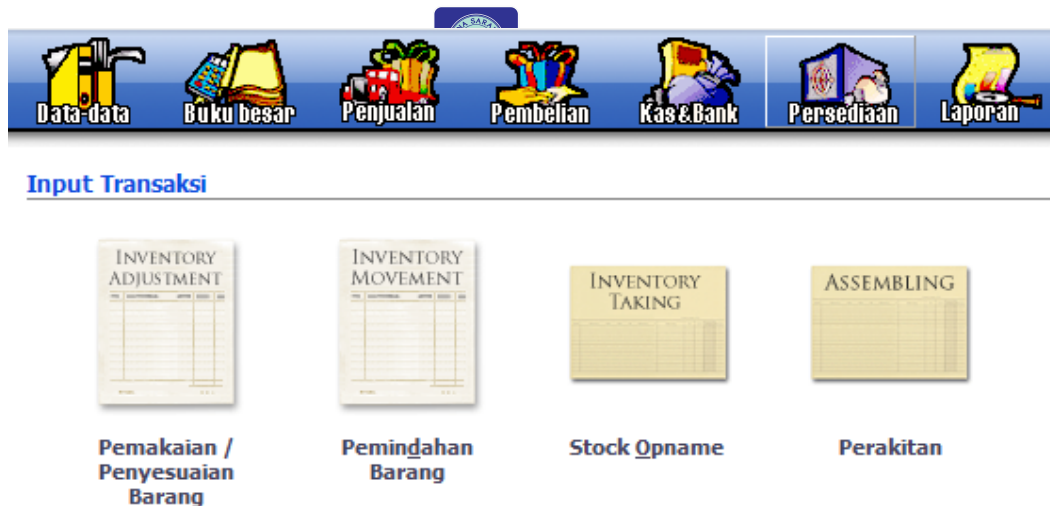 Data-data Buku besar Penjualan Pembelian Kas&Bank Persediaan Laporan
Input Transaksi
INVENTORY
ADJUSTMENT
INVENTORY
MOVEMENT
INVENTORY
TAKING
ASSEMBLING
Pemakaian /
Penyesuaian
Barang
Pemindahan
Barang
Stock Opname
Perakitan